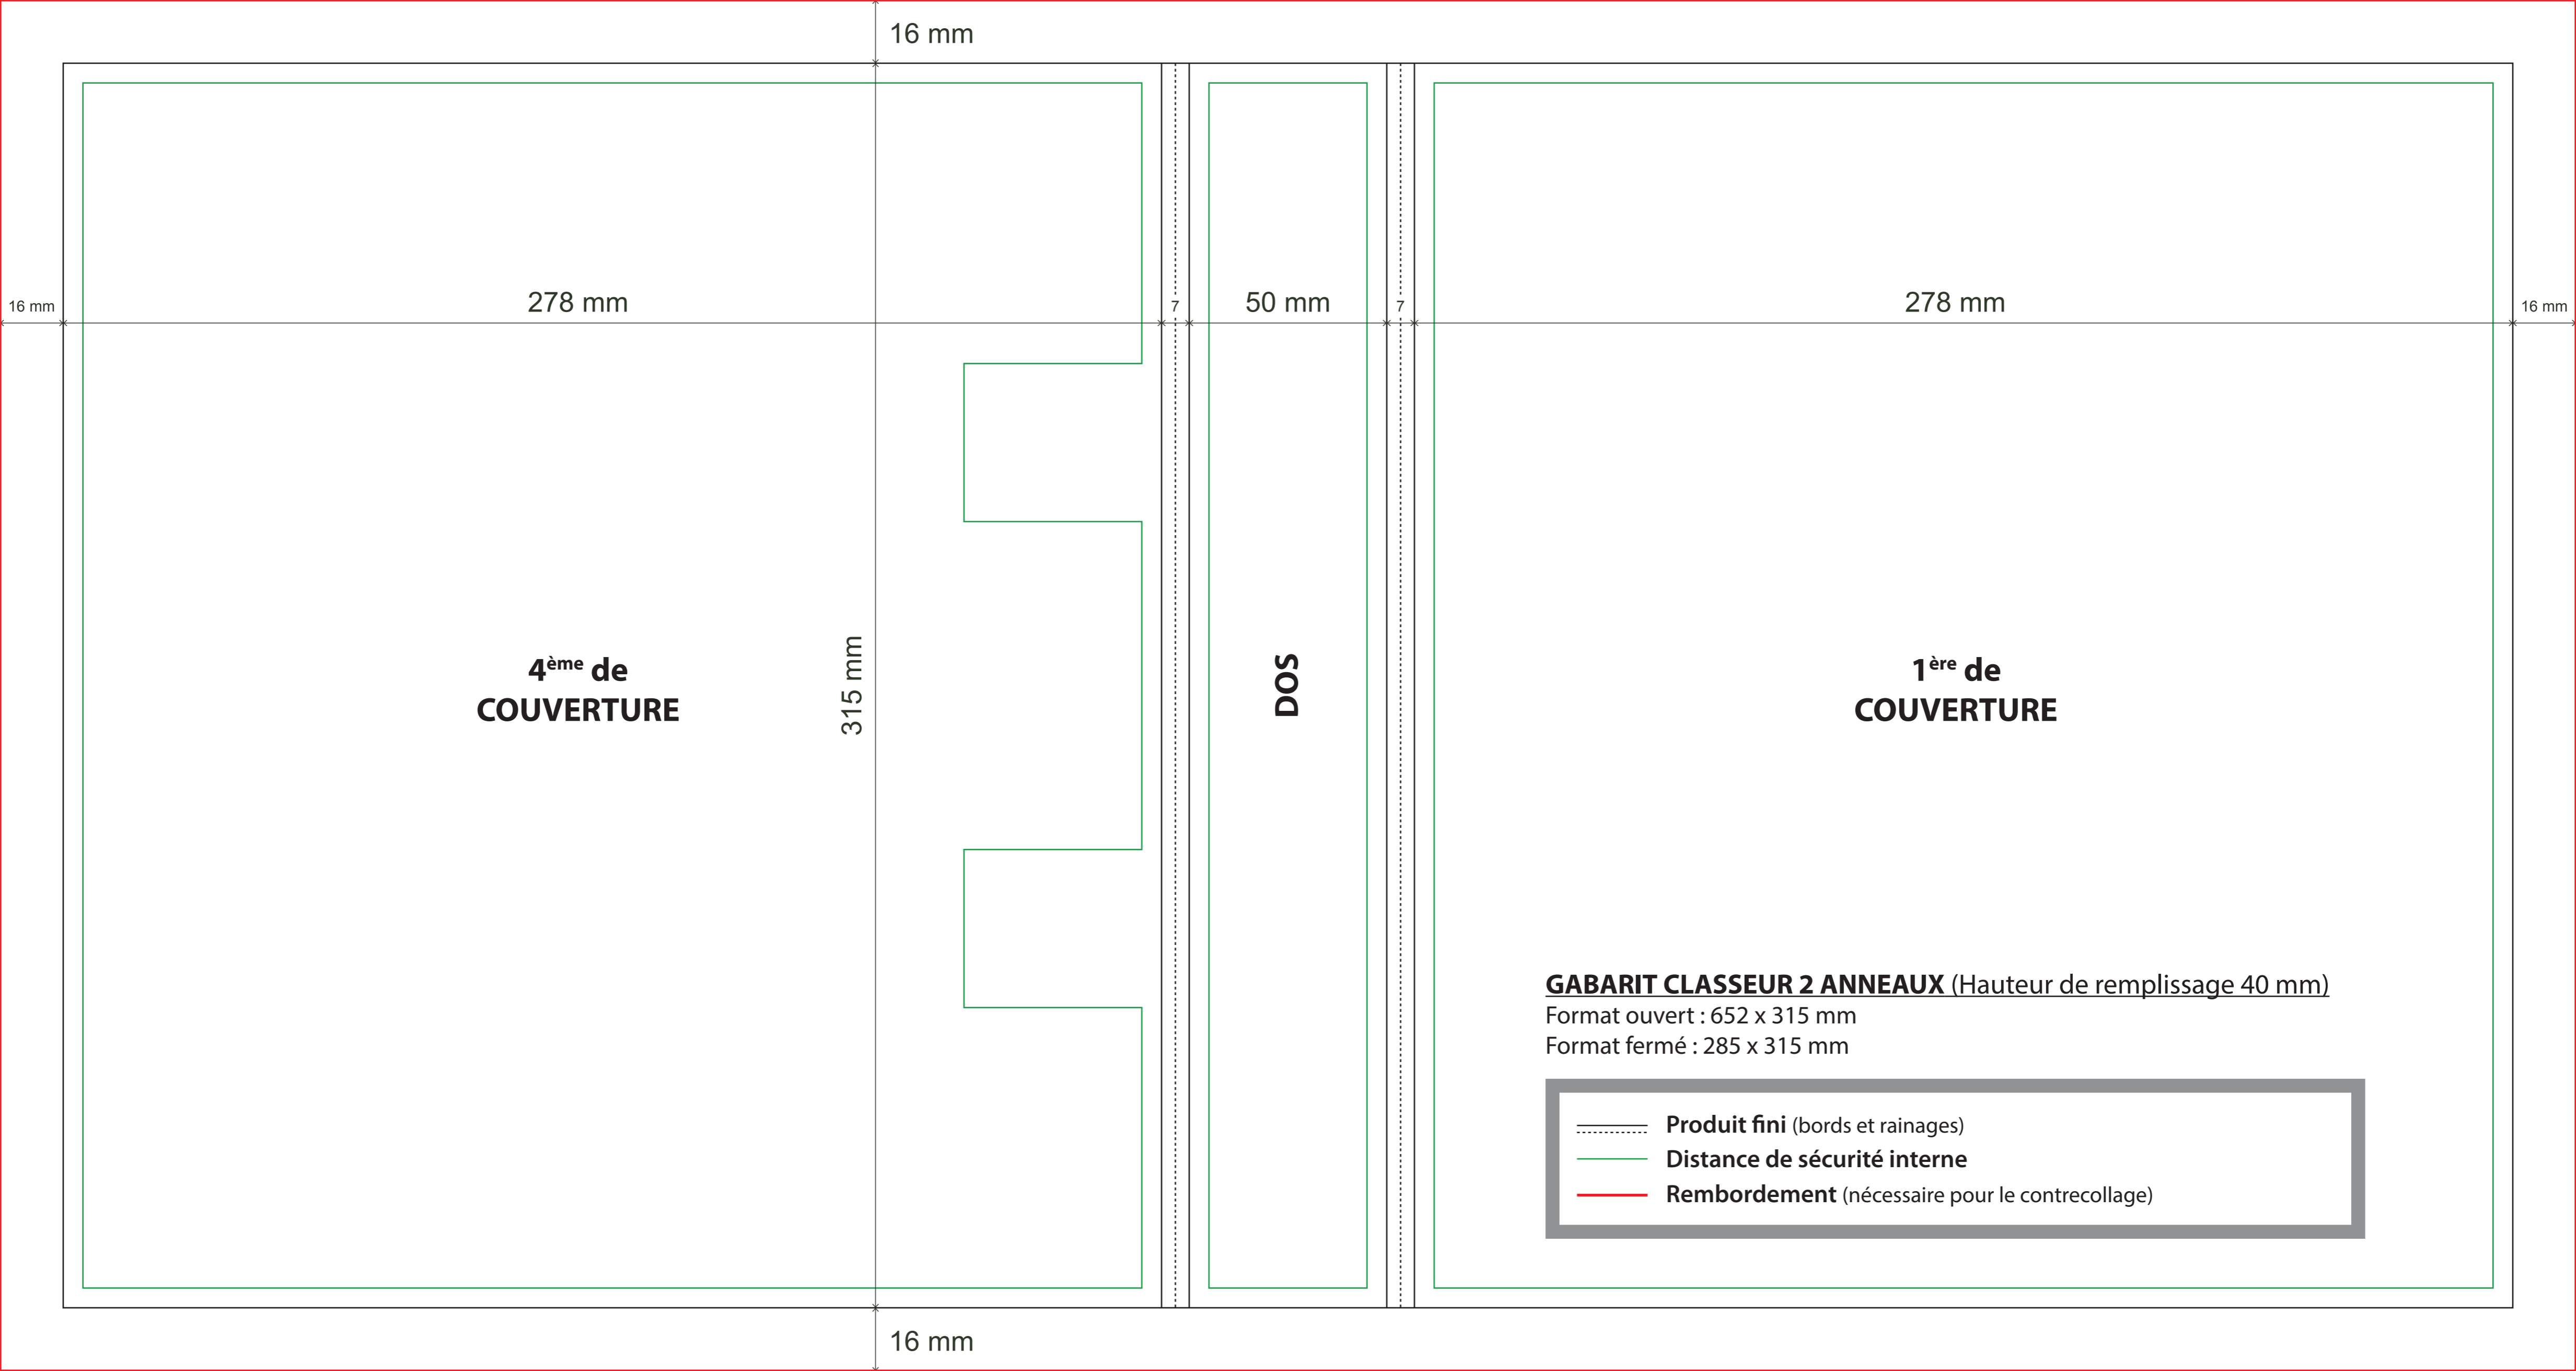 16 mm
16 mm
278 mm
7
50 mm
7
278 mm
16 mm
4ème de
COUVERTURE
315 mm
DOS
1ère de
COUVERTURE
GABARIT CLASSEUR 2 ANNEAUX (Hauteur de remplissage 40 mm)
Format ouvert : 652 x 315 mm
Format fermé : 285 x 315 mm
Produit fini (bords et rainages)
Distance de sécurité interne
Rembordement (nécessaire pour le contrecollage)
16 mm